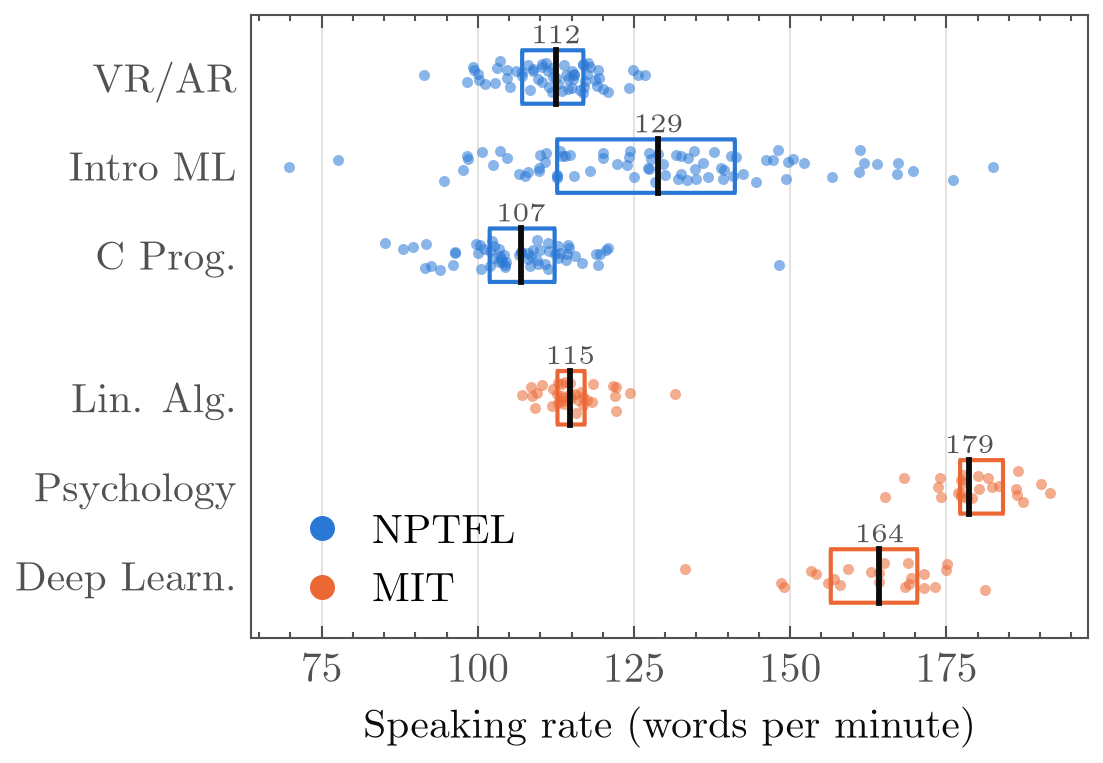 112
VR/AR
129
Intro ML
107
C Prog.
115
Lin. Alg.
179
Psychology
NPTEL
164
Deep Learn.
MIT
75 100 125 150 175
Speaking rate (words per minute)